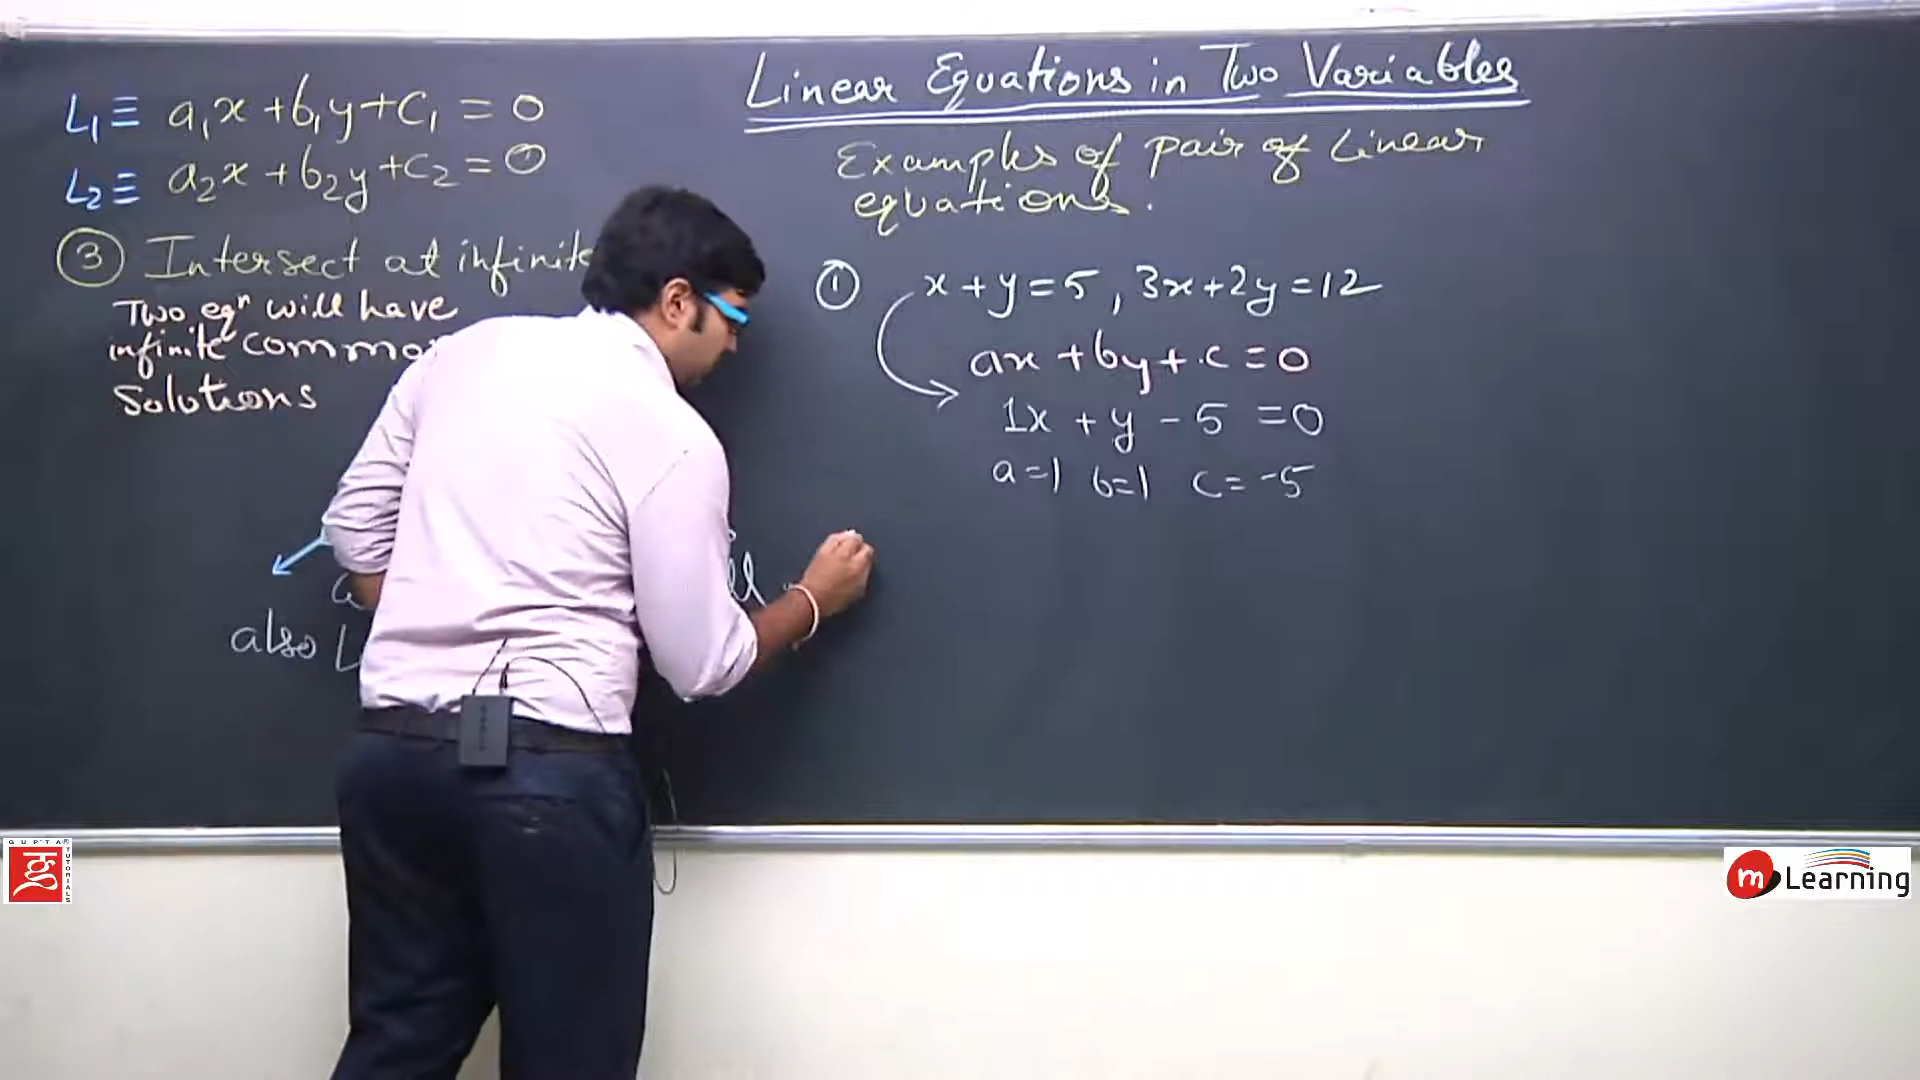 Linear Equations in Two Variables
L₁ ≡ a₁x + b₁y + c₁ = 0
L₂ ≡ a₂x + b₂y + c₂ = 0
③ Intersect at infinite
Two eqⁿ will have
infinite common
Solutions
also L
Examples of pair of Linear
equations.
① x + y = 5 , 3x + 2y = 12
ax + by + c = 0
1x + y - 5 = 0
a = 1 b = 1 c = -5
GUPTA®
TUTORIALS
m Learning